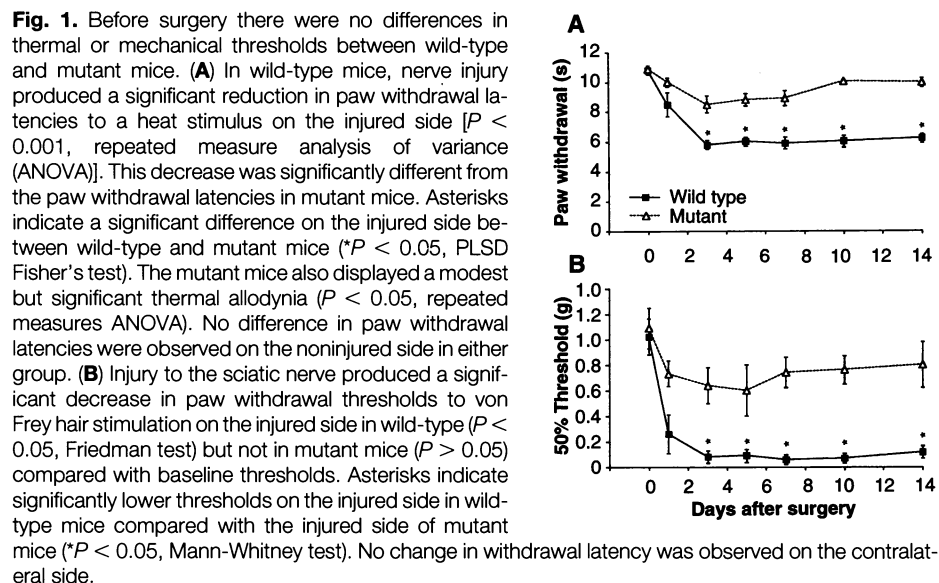 Fig. 1. Before surgery there were no differences in
thermal or mechanical thresholds between wild-type
and mutant mice. (A) In wild-type mice, nerve injury
produced a significant reduction in paw withdrawal la-
tencies to a heat stimulus on the injured side [P <
0.001, repeated measure analysis of variance
(ANOVA)]. This decrease was significantly different from
the paw withdrawal latencies in mutant mice. Asterisks
indicate a significant difference on the injured side be-
tween wild-type and mutant mice (*P < 0.05, PLSD
Fisher's test). The mutant mice also displayed a modest
but significant thermal allodynia (P < 0.05, repeated
measures ANOVA). No difference in paw withdrawal
latencies were observed on the noninjured side in either
group. (B) Injury to the sciatic nerve produced a signif-
icant decrease in paw withdrawal thresholds to von
Frey hair stimulation on the injured side in wild-type (P <
0.05, Friedman test) but not in mutant mice (P > 0.05)
compared with baseline thresholds. Asterisks indicate
significantly lower thresholds on the injured side in wild-
type mice compared with the injured side of mutant
mice (*P < 0.05, Mann-Whitney test). No change in withdrawal latency was observed on the contralat-
eral side.
A
Paw withdrawal (s)
12
10
8
6
4
2
0
* * * * *
Wild type
Mutant
0 2 4 6 8 10 12 14
B
50% Threshold (g)
1.0
1.2
1.0
0.8
0.6
0.4
0.2
0
* * * * *
0 2 4 6 8 10 12 14
Days after surgery